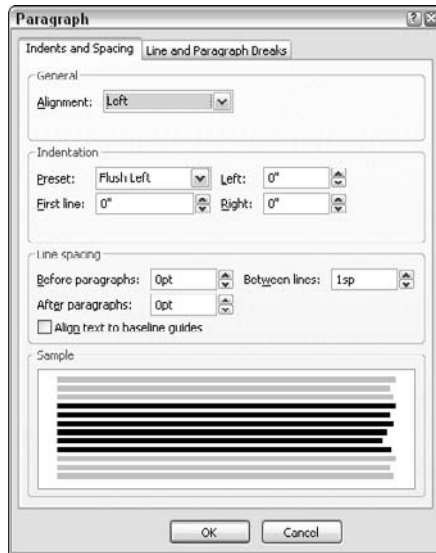 Paragraph
Indents and Spacing Line and Paragraph Breaks
General
Alignment: Left
Indentation
Preset: Flush Left Left: 0"
First line: 0" Right: 0"
Line spacing
Before paragraphs: 0pt Between lines: 1sp
After paragraphs: 0pt
Align text to baseline guides
Sample
OK Cancel